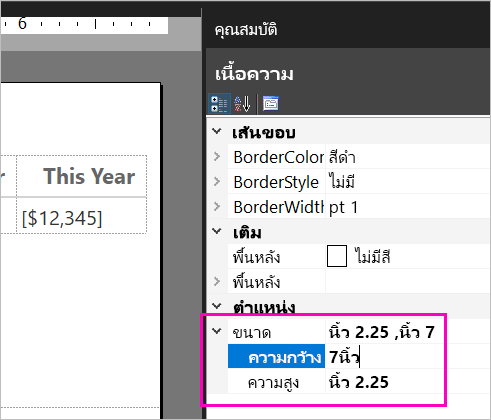 6
คุณสมบัติ
เนื้อความ
เส้นขอบ
BorderColor สีดำ
BorderStyle ไม่มี
BorderWidth pt 1
เติม
พื้นหลัง ไม่มีสี
พื้นหลัง
ตำแหน่ง
ขนาด นิ้ว 2.25 ,นิ้ว 7
ความกว้าง 7นิ้ว
ความสูง นิ้ว 2.25
r This Year
[$12,345]